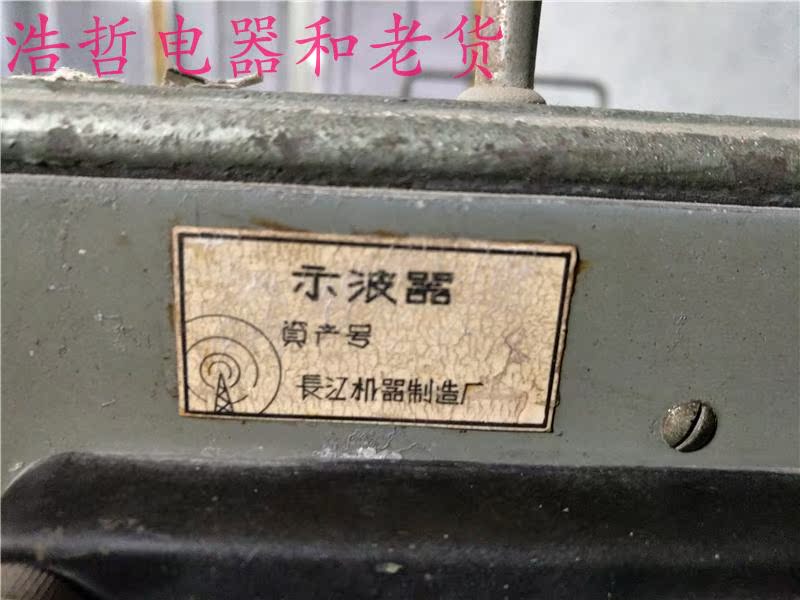 浩哲电器和老货
示波器
資产号
長江机器制造厂